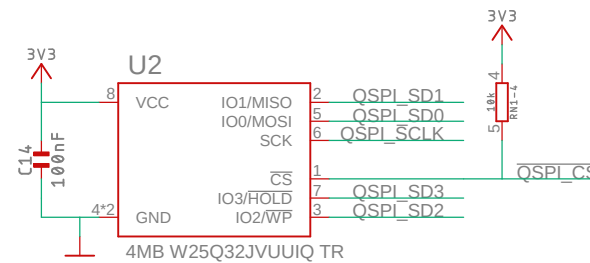 3V3
3V3
U2
4
10k
RN1-4
5
8
VCC
IO1/MISO
2
QSPI_SD1
IO0/MOSI
5
QSPI_SD0
SCK
6
QSPI_SCLK
C14
100nF
CS
1
QSPI_CS
IO3/HOLD
7
QSPI_SD3
4*2
GND
IO2/WP
3
QSPI_SD2
4MB W25Q32JVUUIQ TR